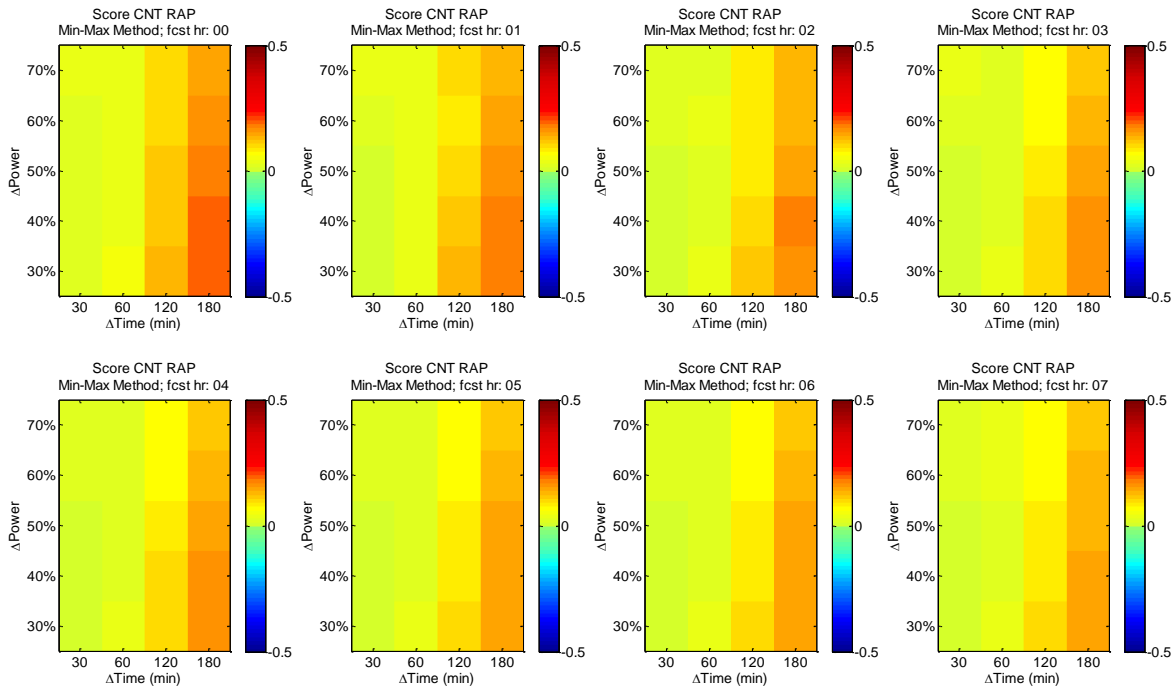 Score CNT RAP
Min-Max Method; fcst hr: 00
0.5
0
-0.5
70%
60%
50%
40%
30%
ΔPower
30 60 120 180
ΔTime (min)
Score CNT RAP
Min-Max Method; fcst hr: 01
0.5
0
-0.5
70%
60%
50%
40%
30%
ΔPower
30 60 120 180
ΔTime (min)
Score CNT RAP
Min-Max Method; fcst hr: 02
0.5
0
-0.5
70%
60%
50%
40%
30%
ΔPower
30 60 120 180
ΔTime (min)
Score CNT RAP
Min-Max Method; fcst hr: 03
0.5
0
-0.5
70%
60%
50%
40%
30%
ΔPower
30 60 120 180
ΔTime (min)
Score CNT RAP
Min-Max Method; fcst hr: 04
0.5
0
-0.5
70%
60%
50%
40%
30%
ΔPower
30 60 120 180
ΔTime (min)
Score CNT RAP
Min-Max Method; fcst hr: 05
0.5
0
-0.5
70%
60%
50%
40%
30%
ΔPower
30 60 120 180
ΔTime (min)
Score CNT RAP
Min-Max Method; fcst hr: 06
0.5
0
-0.5
70%
60%
50%
40%
30%
ΔPower
30 60 120 180
ΔTime (min)
Score CNT RAP
Min-Max Method; fcst hr: 07
0.5
0
-0.5
70%
60%
50%
40%
30%
ΔPower
30 60 120 180
ΔTime (min)